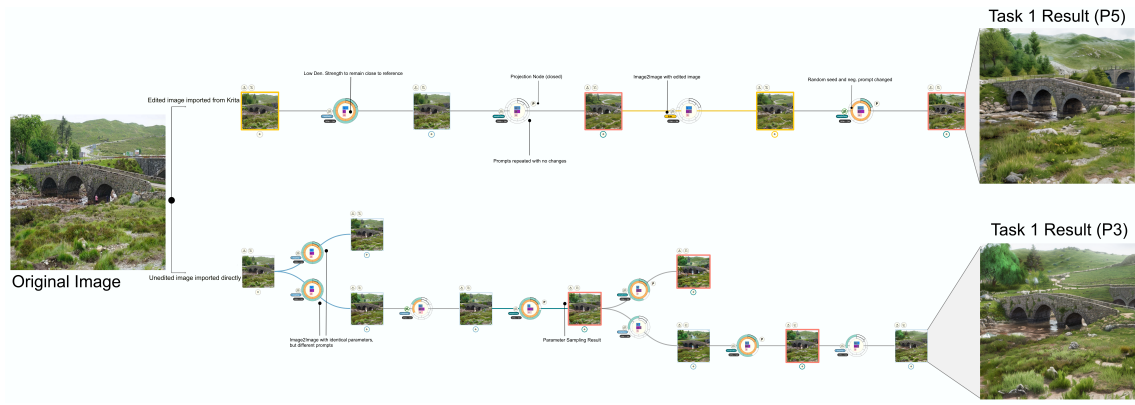 Task 1 Result (P5)
Low Den. Strength to remain close to reference
Projection Node (closed)
Image2Image with edited image
Random seed and neg. prompt changed
Edited image imported from Krita
P
Prompts repeated with no changes
Task 1 Result (P3)
Original Image
Unedited image imported directly
Image2Image with identical parameters,
but different prompts
Parameter Sampling Result